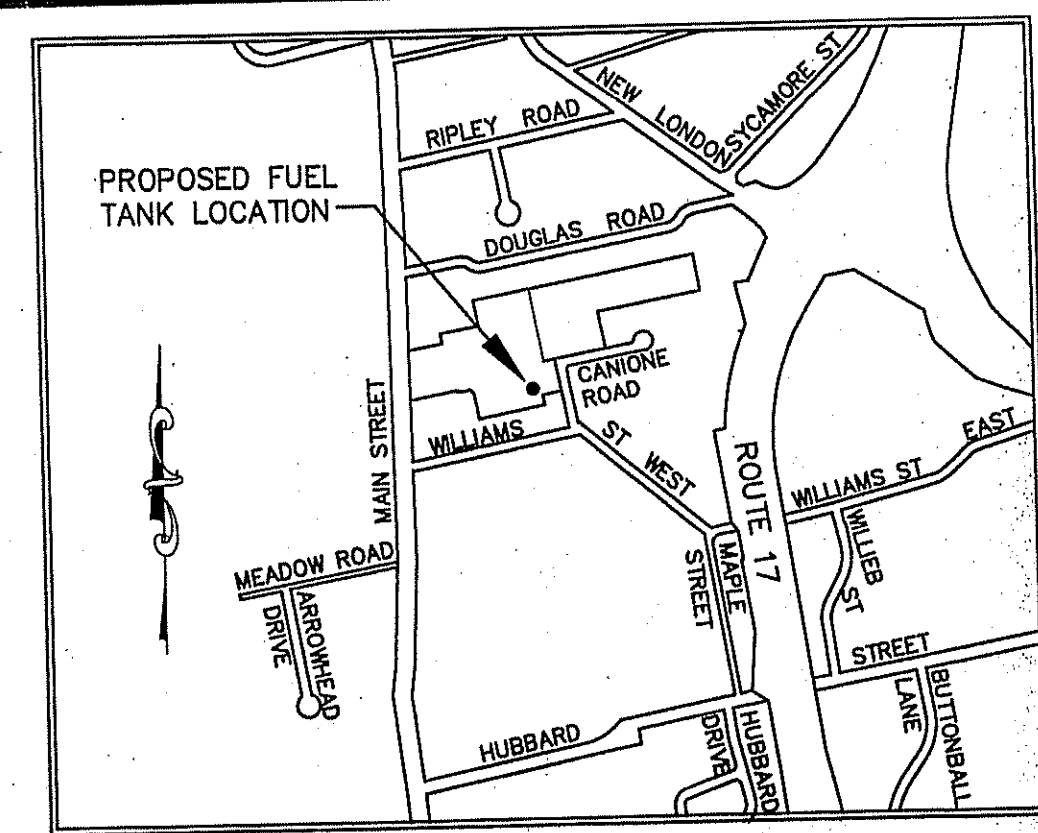 NEW LONDON
SYCAMORE ST
RIPLEY ROAD
PROPOSED FUEL
TANK LOCATION
DOUGLAS ROAD
CANIONE
ROAD
MAIN STREET
WILLIAMS ST WEST
ROUTE 17
EAST
WILLIAMS ST
WILLIEB
ST
MAPLE
STREET
MEADOW ROAD
ARROWHEAD
DRIVE
STREET
BUTTONBALL
LANE
HUBBARD
HUBBARD
DRIVE